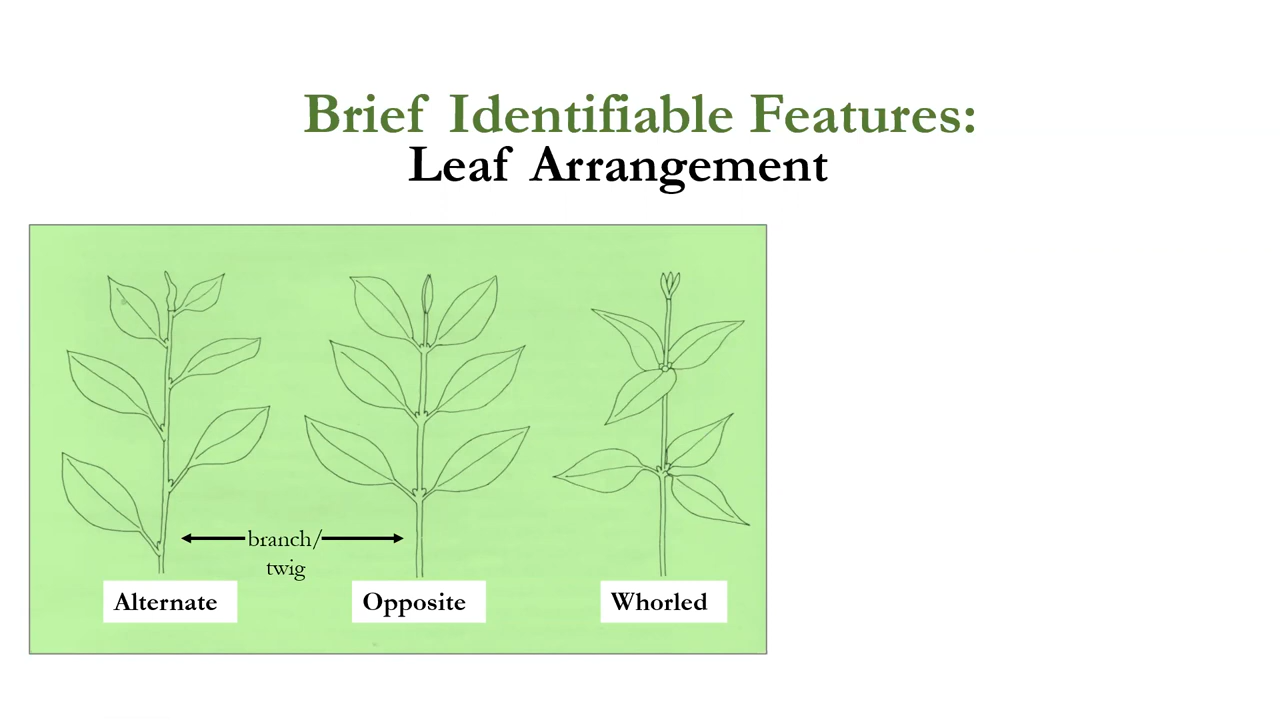 Brief Identifiable Features:
Leaf Arrangement
branch/
twig
Alternate
Opposite
Whorled